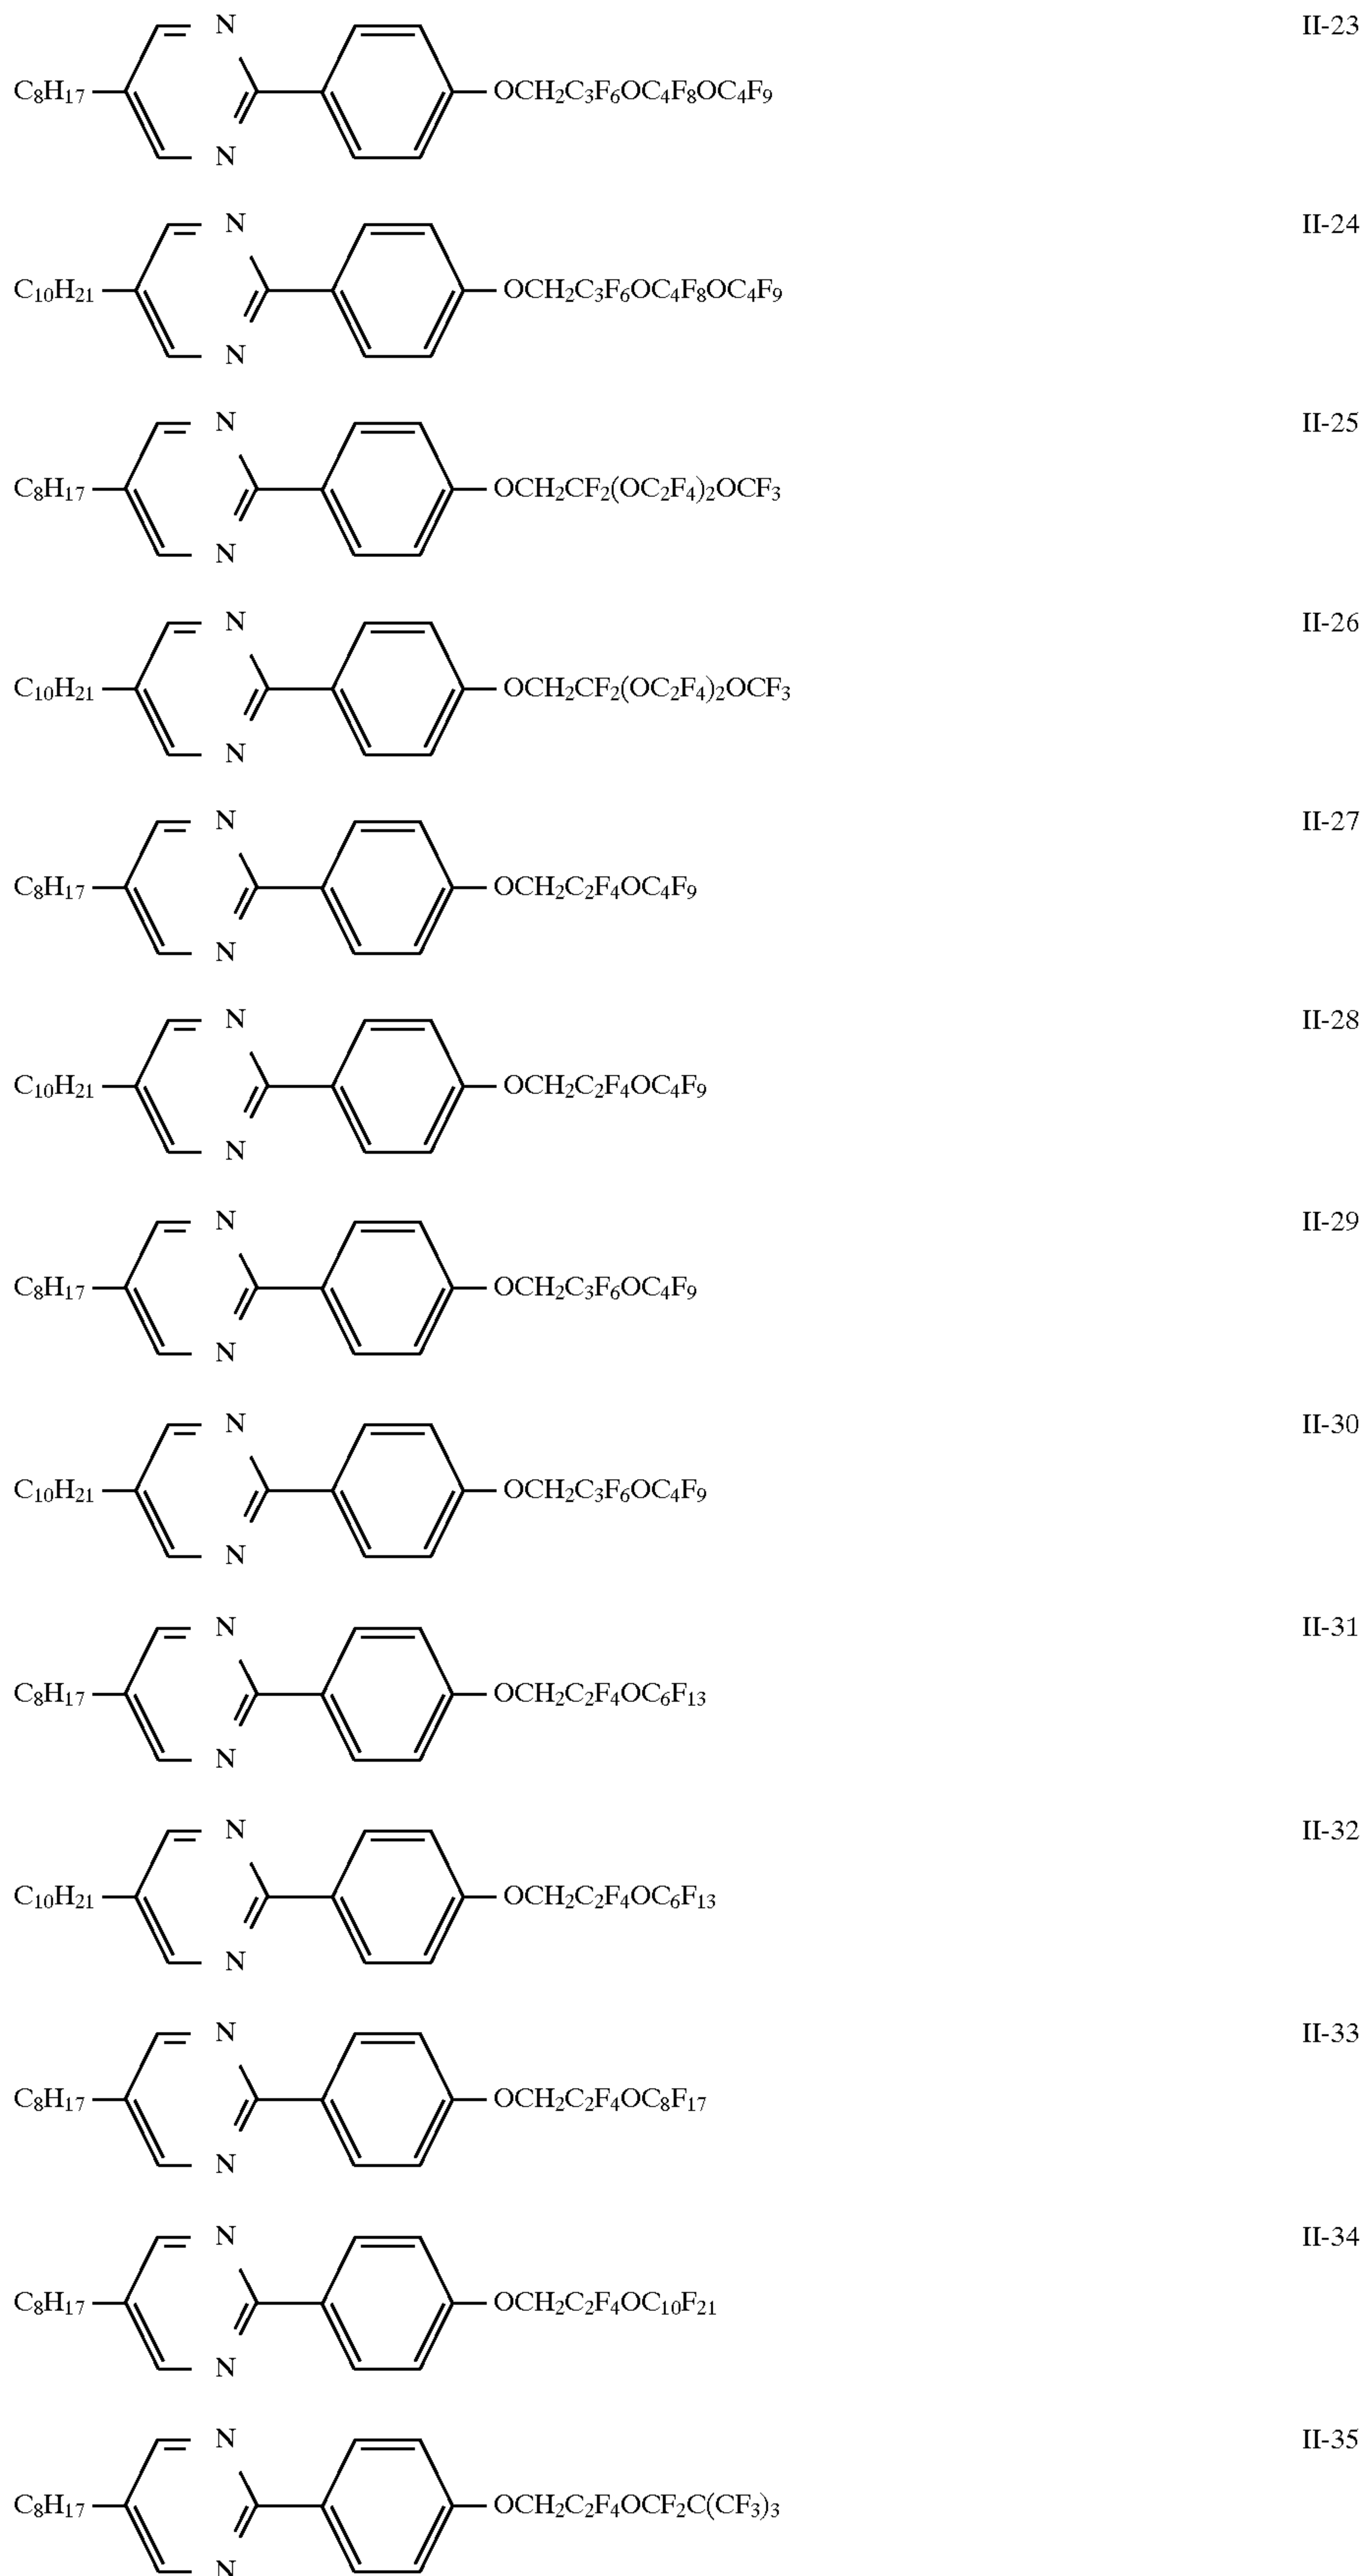 N II-23
C8H17 OCH2C3F6OC4F8OC4F9
N
N II-24
C10H21 OCH2C3F6OC4F8OC4F9
N
N II-25
C8H17 OCH2CF2(OC2F4)2OCF3
N
N II-26
C10H21 OCH2CF2(OC2F4)2OCF3
N
N II-27
C8H17 OCH2C2F4OC4F9
N
N II-28
C10H21 OCH2C2F4OC4F9
N
N II-29
C8H17 OCH2C3F6OC4F9
N
N II-30
C10H21 OCH2C3F6OC4F9
N
N II-31
C8H17 OCH2C2F4OC6F13
N
N II-32
C10H21 OCH2C2F4OC6F13
N
N II-33
C8H17 OCH2C2F4OC8F17
N
N II-34
C8H17 OCH2C2F4OC10F21
N
N II-35
C8H17 OCH2C2F4OCF2C(CF3)3
N